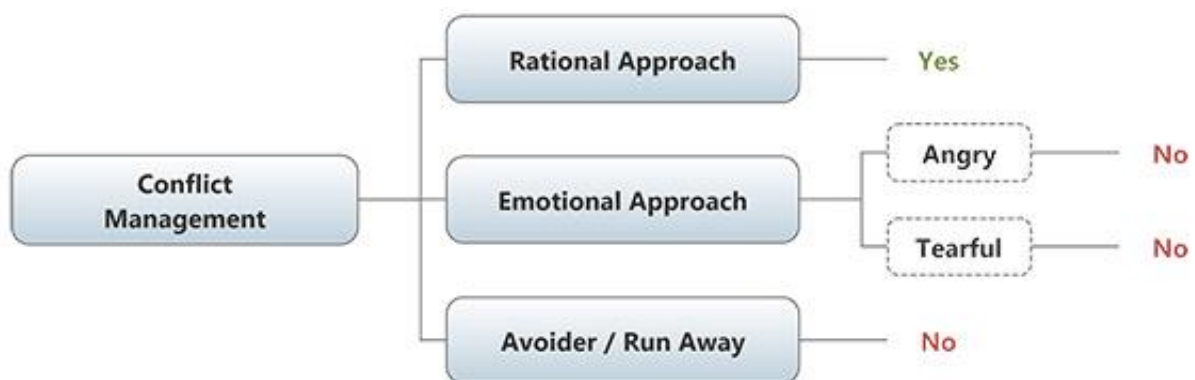 Rational Approach
Yes
Conflict
Management
Emotional Approach
Angry
No
Tearful
No
Avoider / Run Away
No